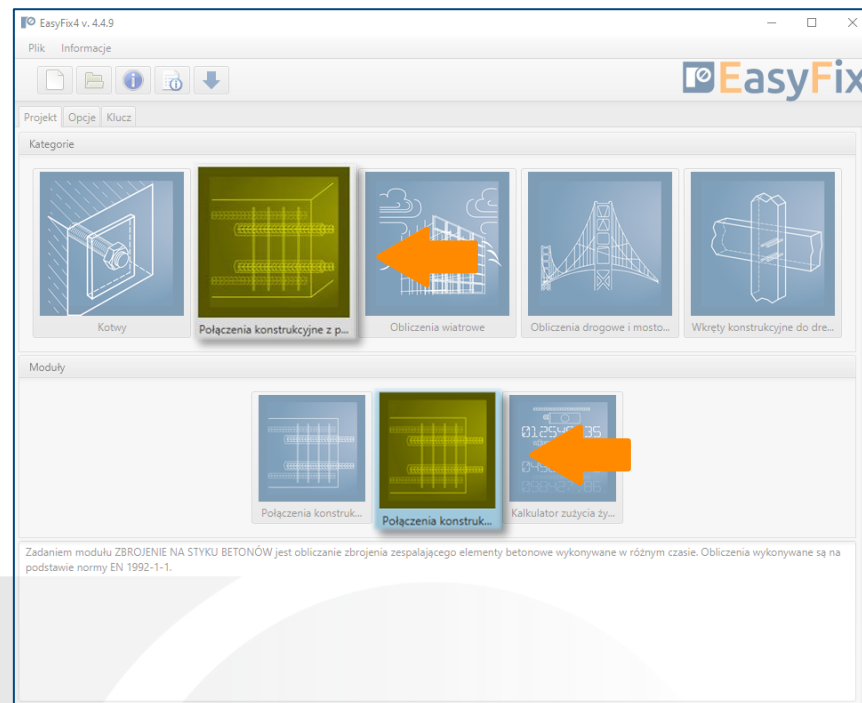 EasyFix4 v. 4.4.9
Plik Informacje
EasyFix
Projekt Opcje Klucz
Kategorie
Kotwy
Połączenia konstrukcyjne z p...
Obliczenia wiatrowe
Obliczenia drogowe i mosto...
Wkręty konstrukcyjne do dre...
Moduły
Połączenia konstruk...
Połączenia konstruk...
Kalkulator zużycia ży...
Zadaniem modułu ZBROJENIE NA STYKU BETONÓW jest obliczanie zbrojenia zespalającego elementy betonowe wykonywane w różnym czasie. Obliczenia wykonywane są na
podstawie normy EN 1992-1-1.